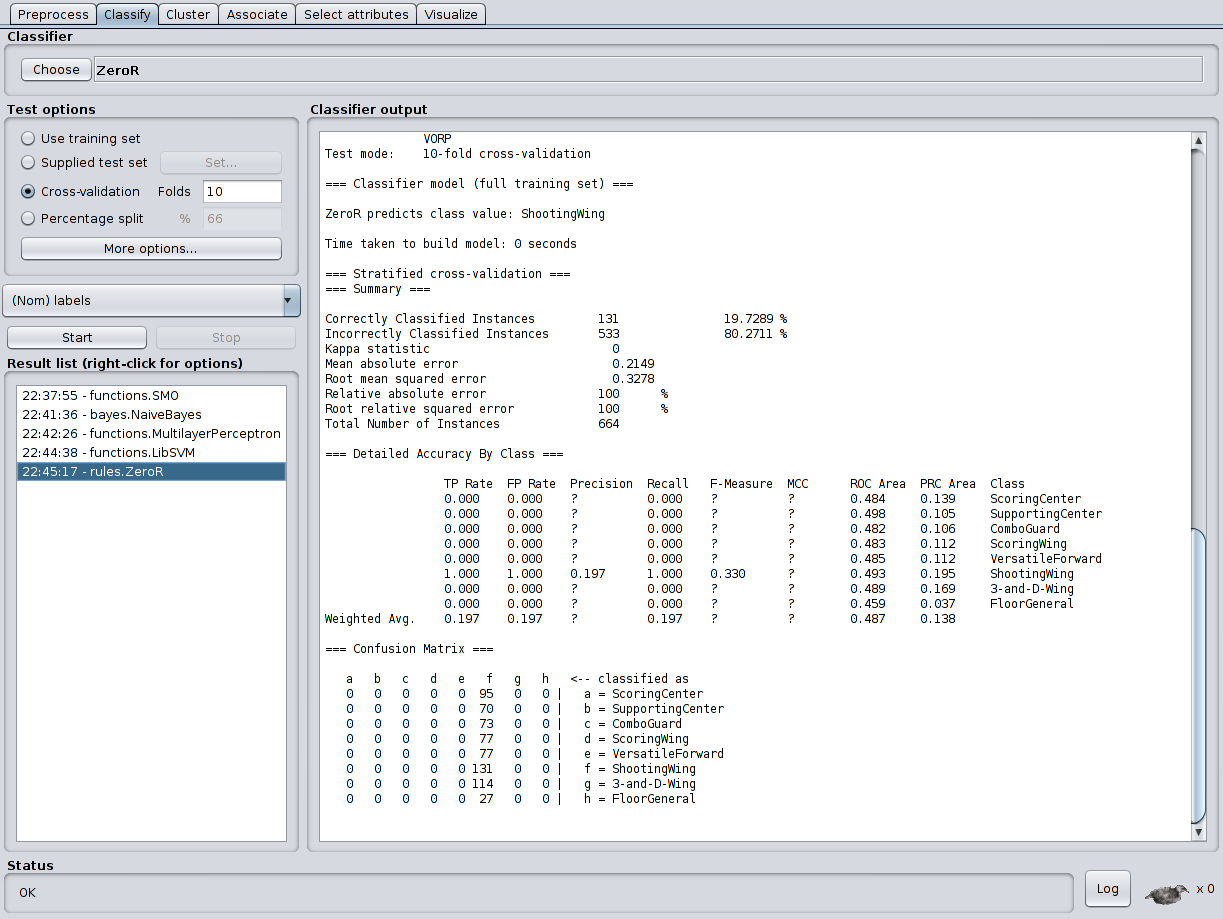 Preprocess Classify Cluster Associate Select attributes Visualize
Classifier
Choose ZeroR
Test options
Use training set
Supplied test set Set...
Cross-validation Folds 10
Percentage split % 66
More options...
(Nom) labels
Start Stop
Result list (right-click for options)
22:37:55 - functions.SMO
22:41:36 - bayes.NaiveBayes
22:42:26 - functions.MultilayerPerceptron
22:44:38 - functions.LibSVM
22:45:17 - rules.ZeroR
Classifier output
VORP
Test mode: 10-fold cross-validation
=== Classifier model (full training set) ===
ZeroR predicts class value: ShootingWing
Time taken to build model: 0 seconds
=== Stratified cross-validation ===
=== Summary ===
Correctly Classified Instances 131 19.7289 %
Incorrectly Classified Instances 533 80.2711 %
Kappa statistic 0
Mean absolute error 0.2149
Root mean squared error 0.3278
Relative absolute error 100 %
Root relative squared error 100 %
Total Number of Instances 664
=== Detailed Accuracy By Class ===
TP Rate FP Rate Precision Recall F-Measure MCC ROC Area PRC Area Class
0.000 0.000 ? 0.000 ? ? 0.484 0.139 ScoringCenter
0.000 0.000 ? 0.000 ? ? 0.498 0.105 SupportingCenter
0.000 0.000 ? 0.000 ? ? 0.482 0.106 ComboGuard
0.000 0.000 ? 0.000 ? ? 0.483 0.112 ScoringWing
0.000 0.000 ? 0.000 ? ? 0.485 0.112 VersatileForward
1.000 1.000 0.197 1.000 0.330 ? 0.493 0.195 ShootingWing
0.000 0.000 ? 0.000 ? ? 0.489 0.169 3-and-D-Wing
0.000 0.000 ? 0.000 ? ? 0.459 0.037 FloorGeneral
Weighted Avg. 0.197 0.197 ? 0.197 ? ? 0.487 0.138
=== Confusion Matrix ===
a b c d e f g h <-- classified as
0 0 0 0 0 95 0 0 | a = ScoringCenter
0 0 0 0 0 70 0 0 | b = SupportingCenter
0 0 0 0 0 73 0 0 | c = ComboGuard
0 0 0 0 0 77 0 0 | d = ScoringWing
0 0 0 0 0 77 0 0 | e = VersatileForward
0 0 0 0 0 131 0 0 | f = ShootingWing
0 0 0 0 0 114 0 0 | g = 3-and-D-Wing
0 0 0 0 0 27 0 0 | h = FloorGeneral
Status
OK
Log
x 0